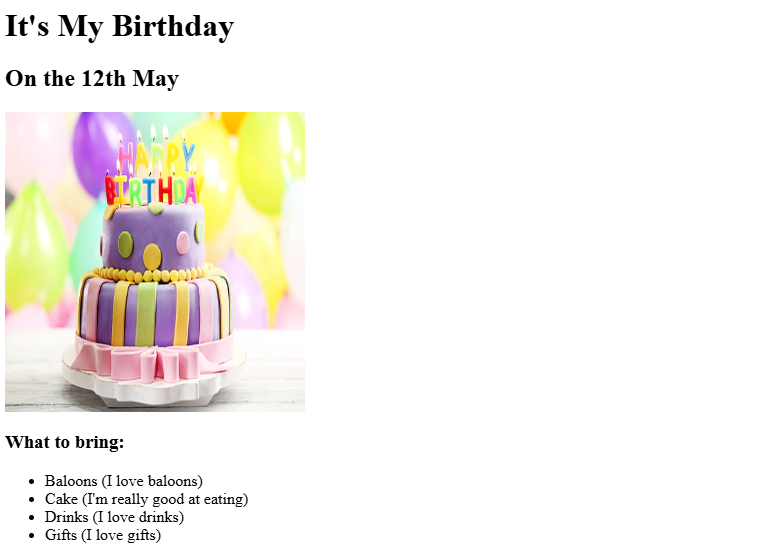 It's My Birthday
On the 12th May
HAPPY
BIRTHDAY
What to bring:
Baloons (I love baloons)
Cake (I'm really good at eating)
Drinks (I love drinks)
Gifts (I love gifts)